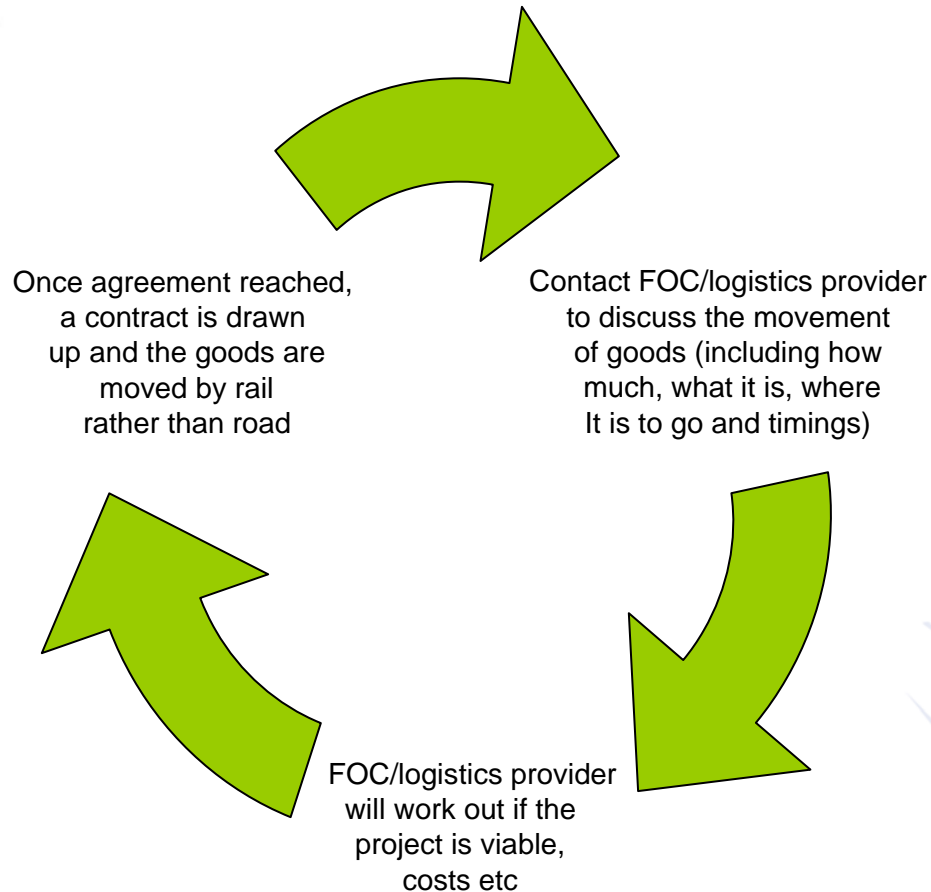 Once agreement reached,
a contract is drawn
up and the goods are
moved by rail
rather than road
Contact FOC/logistics provider
to discuss the movement
of goods (including how
much, what it is, where
It is to go and timings)
FOC/logistics provider
will work out if the
project is viable,
costs etc